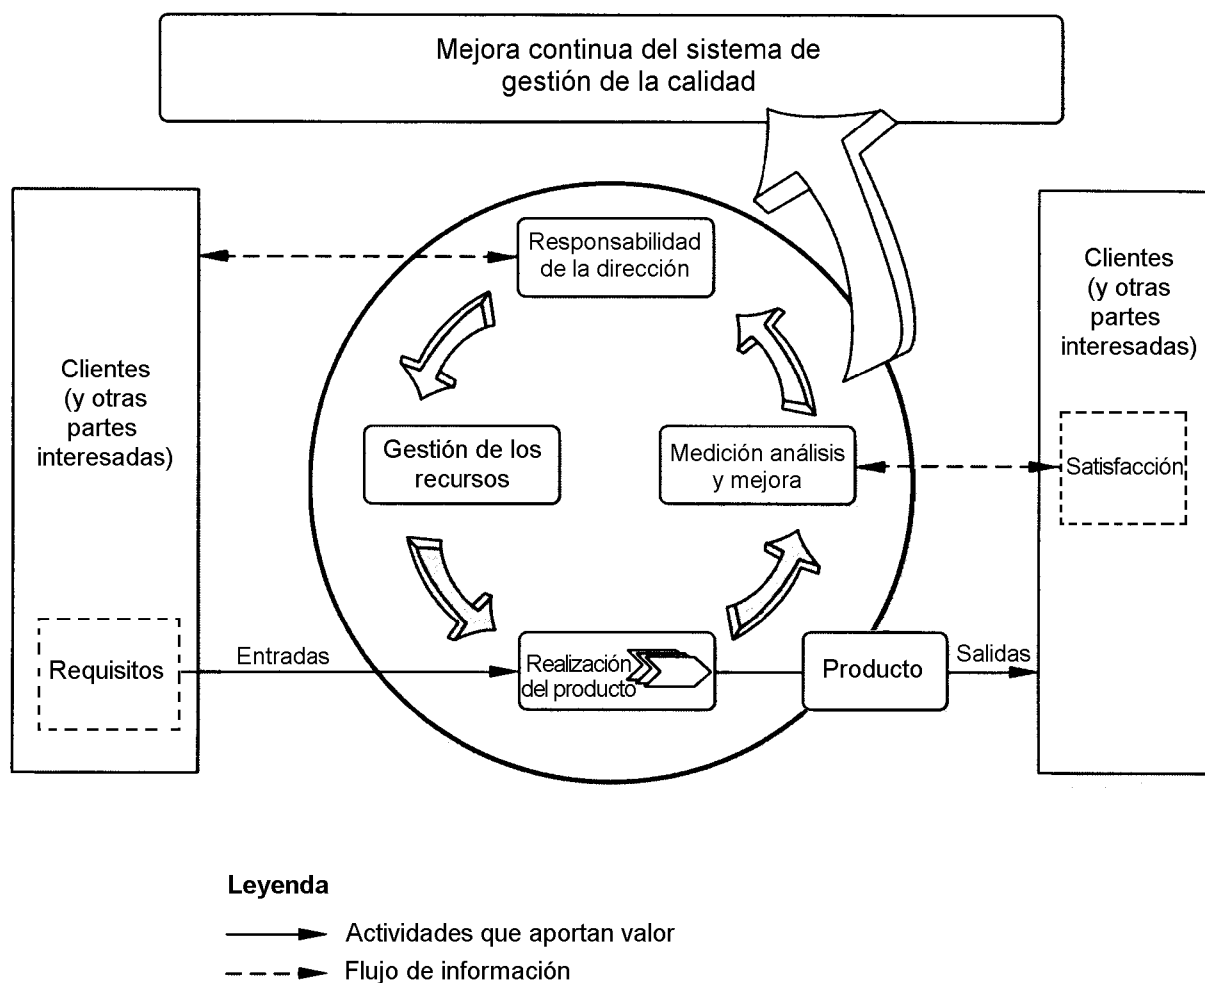 Mejora continua del sistema de
gestión de la calidad
Responsabilidad
de la dirección
Clientes
(y otras
partes
interesadas)
Clientes
(y otras
partes
interesadas)
Gestión de los
recursos
Medición análisis
y mejora
Satisfacción
Requisitos
Entradas
Realización
del producto
Producto
Salidas
Leyenda
Actividades que aportan valor
Flujo de información